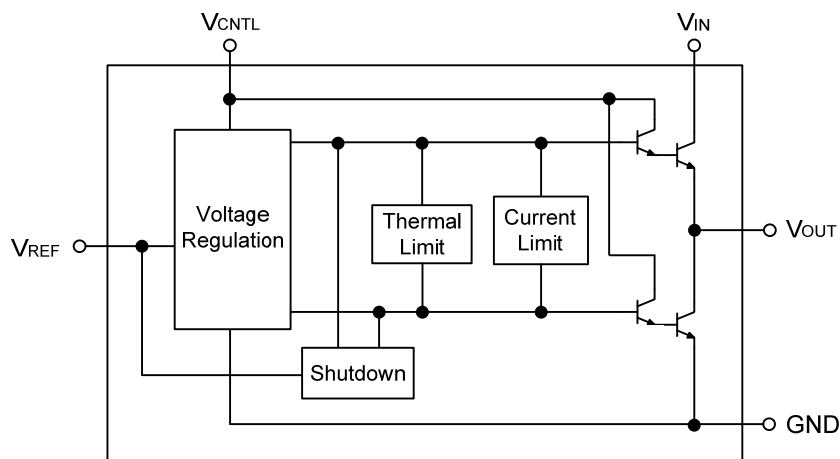 VCNTL
VIN
Voltage
Regulation
Thermal
Limit
Current
Limit
VREF
VOUT
Shutdown
GND